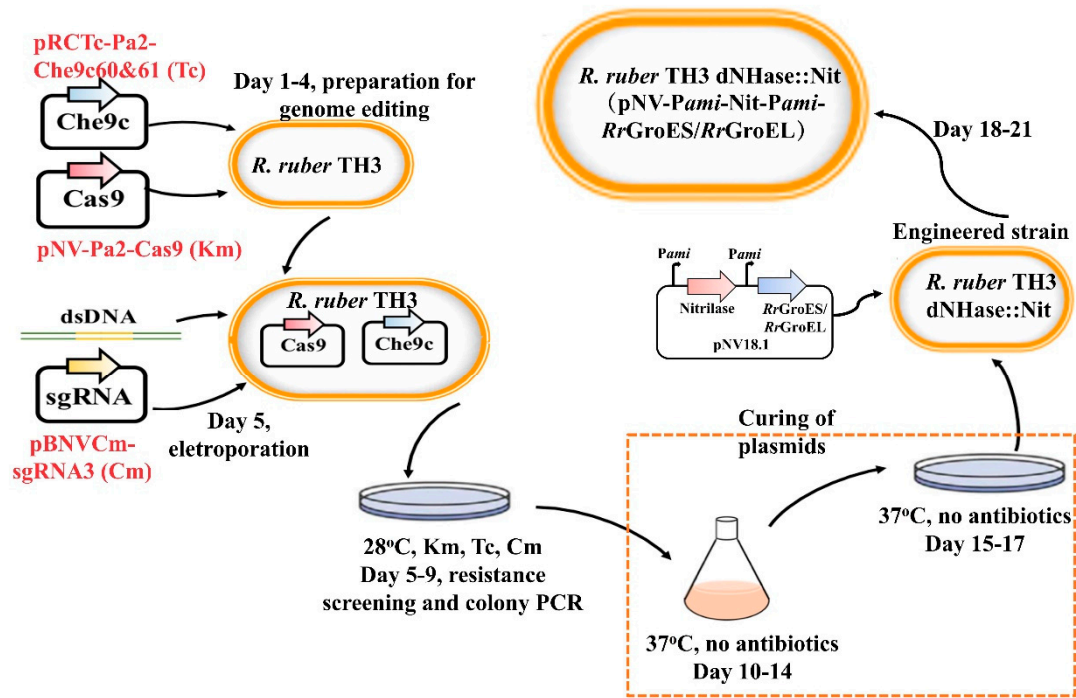 pRCTc-Pa2-
Che9c60&61 (Tc)
Che9c
Cas9
pNV-Pa2-Cas9 (Km)
Day 1-4, preparation for
genome editing
R. ruber TH3
dsDNA
sgRNA
pBNVCm-
sgRNA3 (Cm)
Day 5,
eletroporation
R. ruber TH3
Cas9
Che9c
28°C, Km, Tc, Cm
Day 5-9, resistance
screening and colony PCR
37°C, no antibiotics
Day 10-14
Curing of
plasmids
37°C, no antibiotics
Day 15-17
Engineered strain
R. ruber TH3
dNHase::Nit
Pami
Pami
Nitrilase
RrGroES/
RrGroEL
pNV18.1
Day 18-21
R. ruber TH3 dNHase::Nit
（pNV-Pami-Nit-Pami-
RrGroES/RrGroEL）